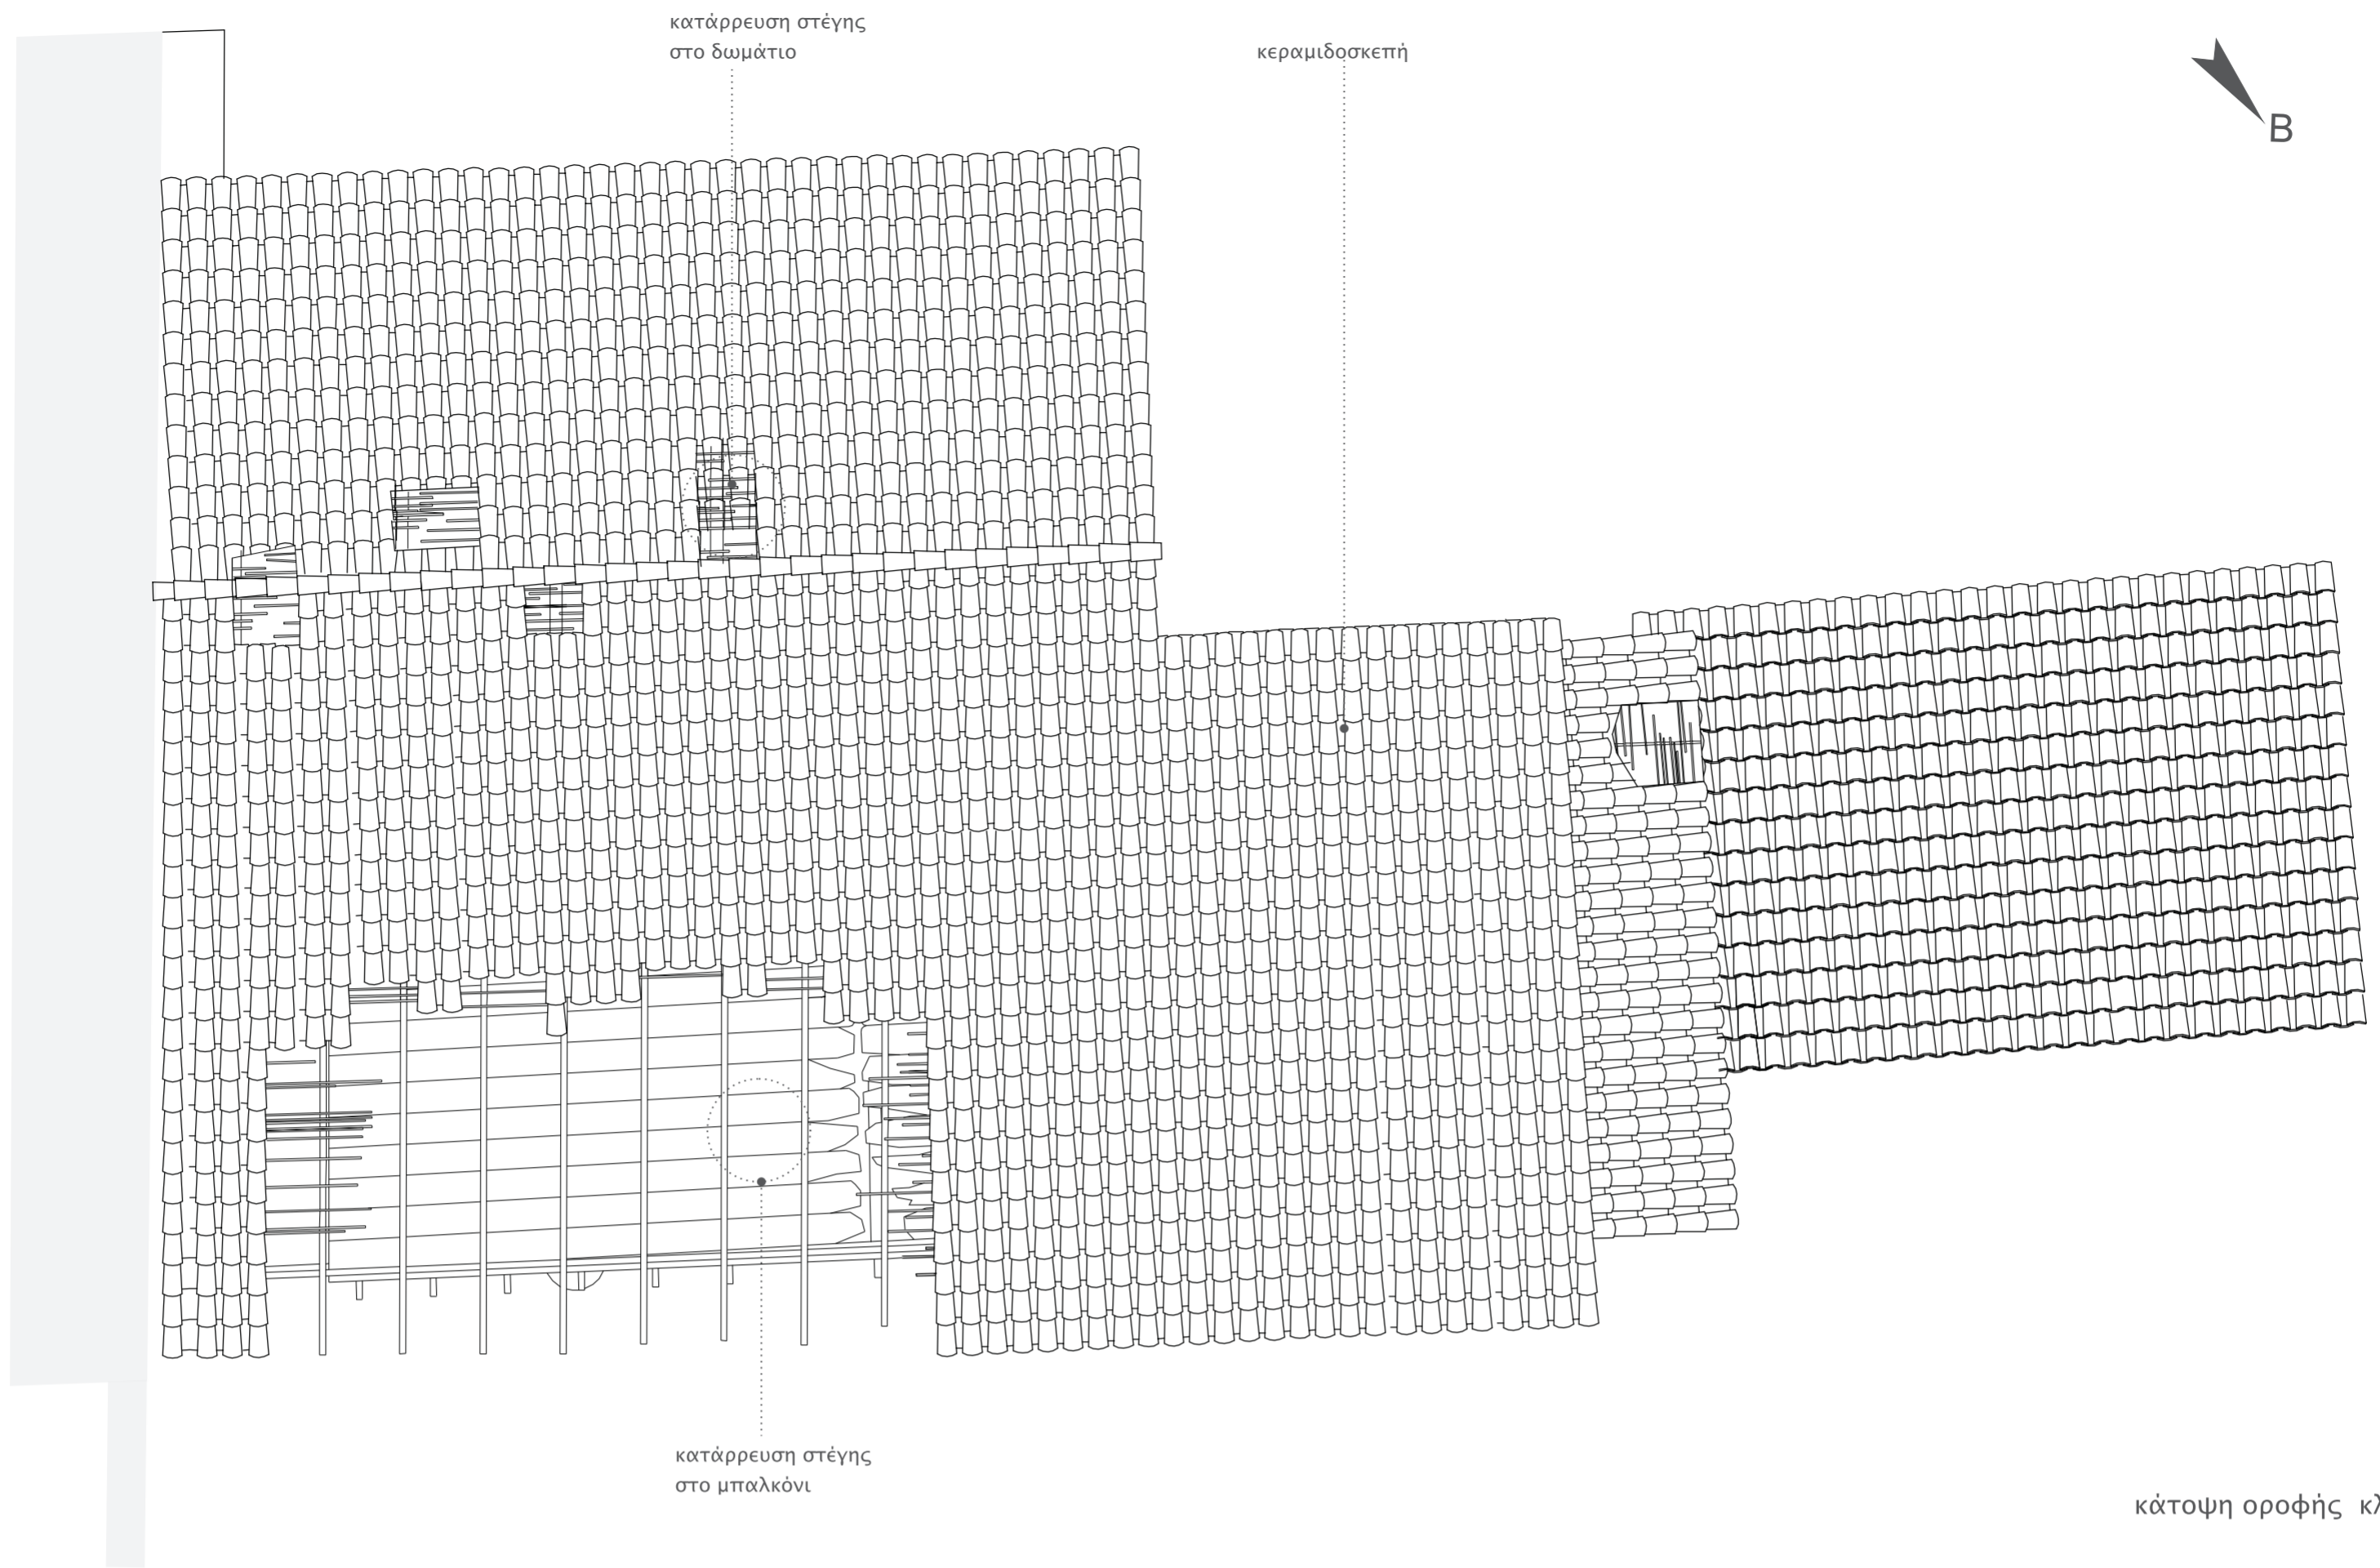 κατάρρευση στέγης
στο δωμάτιο
κεραμιδοσκεπή
Β
κατάρρευση στέγης
στο μπαλκόνι
κάτοψη οροφής